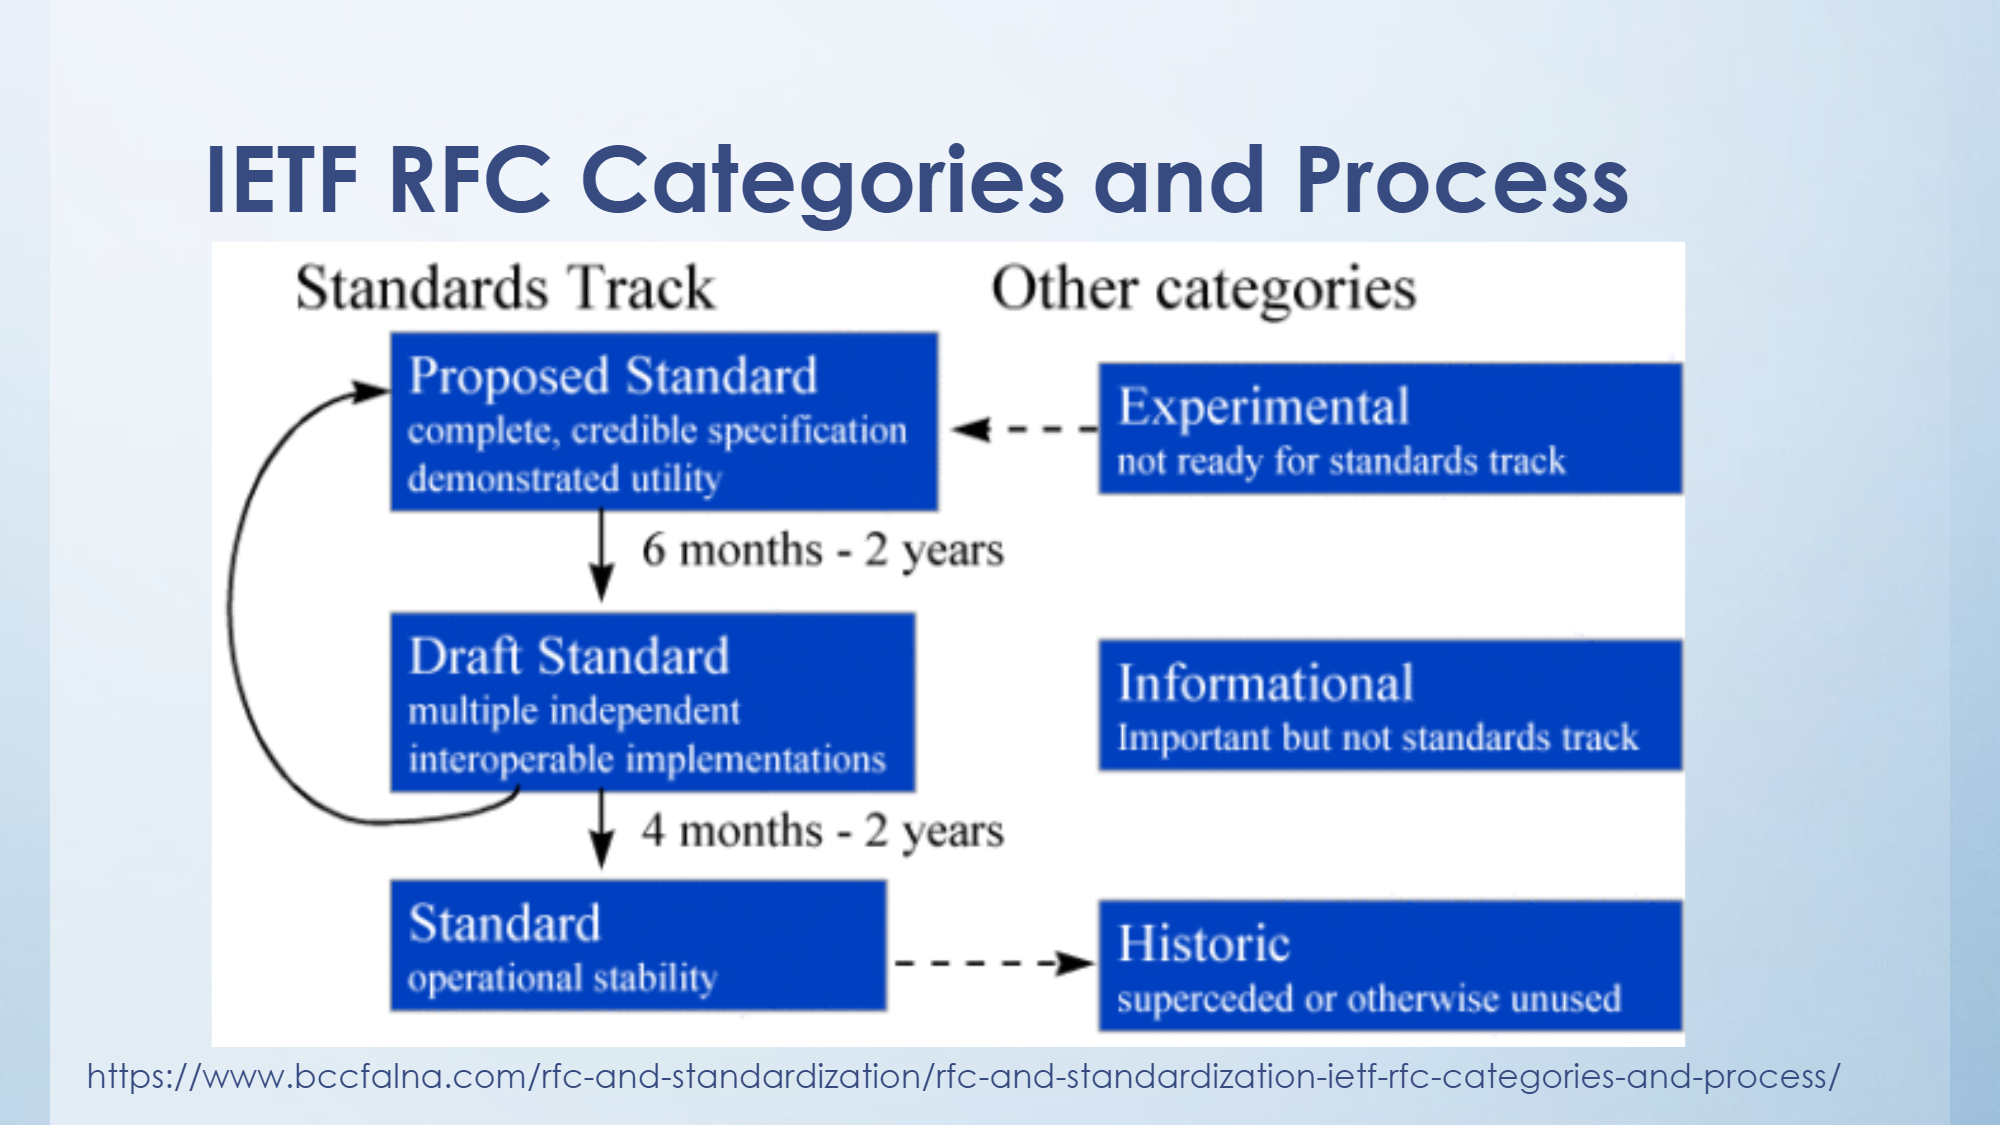 IETF RFC Categories and Process
Standards Track
Other categories
Proposed Standard
complete, credible specification
demonstrated utility
Experimental
not ready for standards track
6 months - 2 years
Draft Standard
multiple independent
interoperable implementations
Informational
Important but not standards track
4 months - 2 years
Standard
operational stability
Historic
superceded or otherwise unused
https://www.bccfalna.com/rfc-and-standardization/rfc-and-standardization-ietf-rfc-categories-and-process/